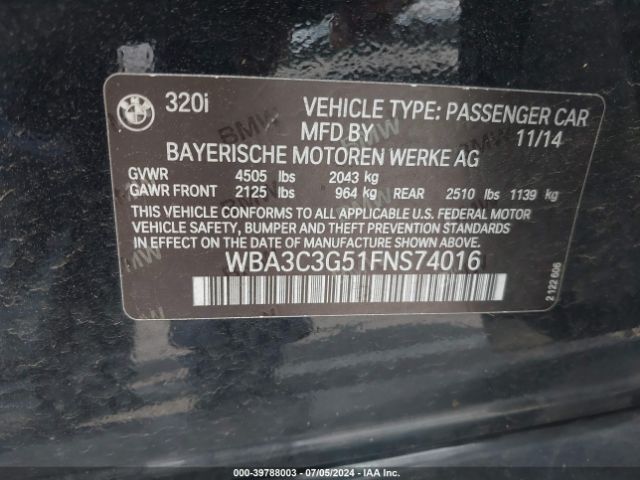 320i
VEHICLE TYPE: PASSENGER CAR
MFD BY 11/14
BAYERISCHE MOTOREN WERKE AG
GVWR 4505 lbs 2043 kg
GAWR FRONT 2125 lbs 964 kg REAR 2510 lbs 1139 kg
THIS VEHICLE CONFORMS TO ALL APPLICABLE U.S. FEDERAL MOTOR
VEHICLE SAFETY, BUMPER AND THEFT PREVENTION STANDARDS
IN EFFECT ON THE DATE OF MANUFACTURE SHOWN ABOVE.
WBA3C3G51FNS74016
2 122 606
000-39788003 - 07/05/2024 - IAA Inc.